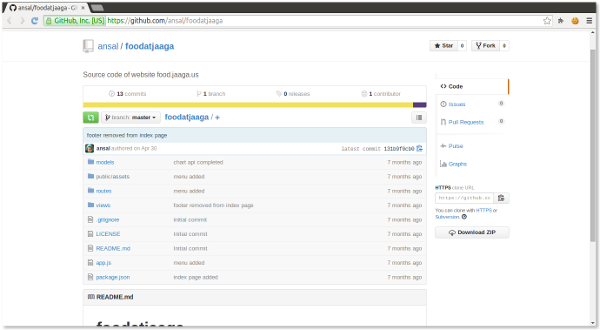 ansal/foodatjaaga · G
GitHub, Inc. [US] https://github.com/ansal/foodatjaaga
ansal / foodatjaaga
Star 0 Fork 0
Source code of website food.jaaga.us
13 commits 1 branch 0 releases 1 contributor
branch: master foodatjaaga / +
footer removed from index page
ansal authored on Apr 30 latest commit
models chart api completed 7 months ago
public/assets menu added 7 months ago
routes menu added 7 months ago
views footer removed from index page 7 months ago
.gitignore initial commit 7 months ago
LICENSE initial commit 7 months ago
README.md initial commit 7 months ago
app.js menu added 7 months ago
package.json index page added 7 months ago
README.md
foodatjaaga
Code
Issues 0
Pull Requests 0
Pulse
Graphs
HTTPS clone URL
https://github.co
You can clone with HTTPS or
Subversion.
Download ZIP